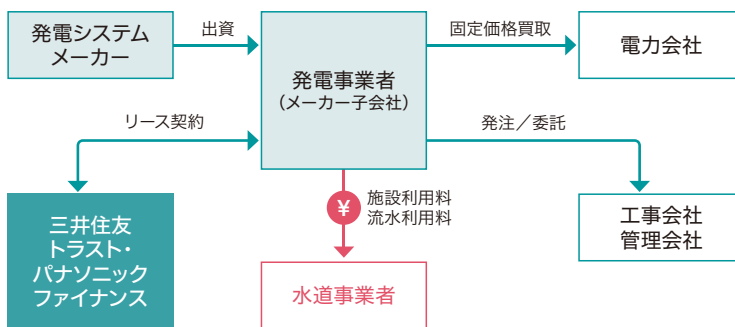 発電システム
メーカー
出資
発電事業者
（メーカー子会社）
固定価格買取
電力会社
リース契約
発注／委託
三井住友
トラスト・
パナソニック
ファイナンス
¥
施設利用料
流水利用料
水道事業者
工事会社
管理会社